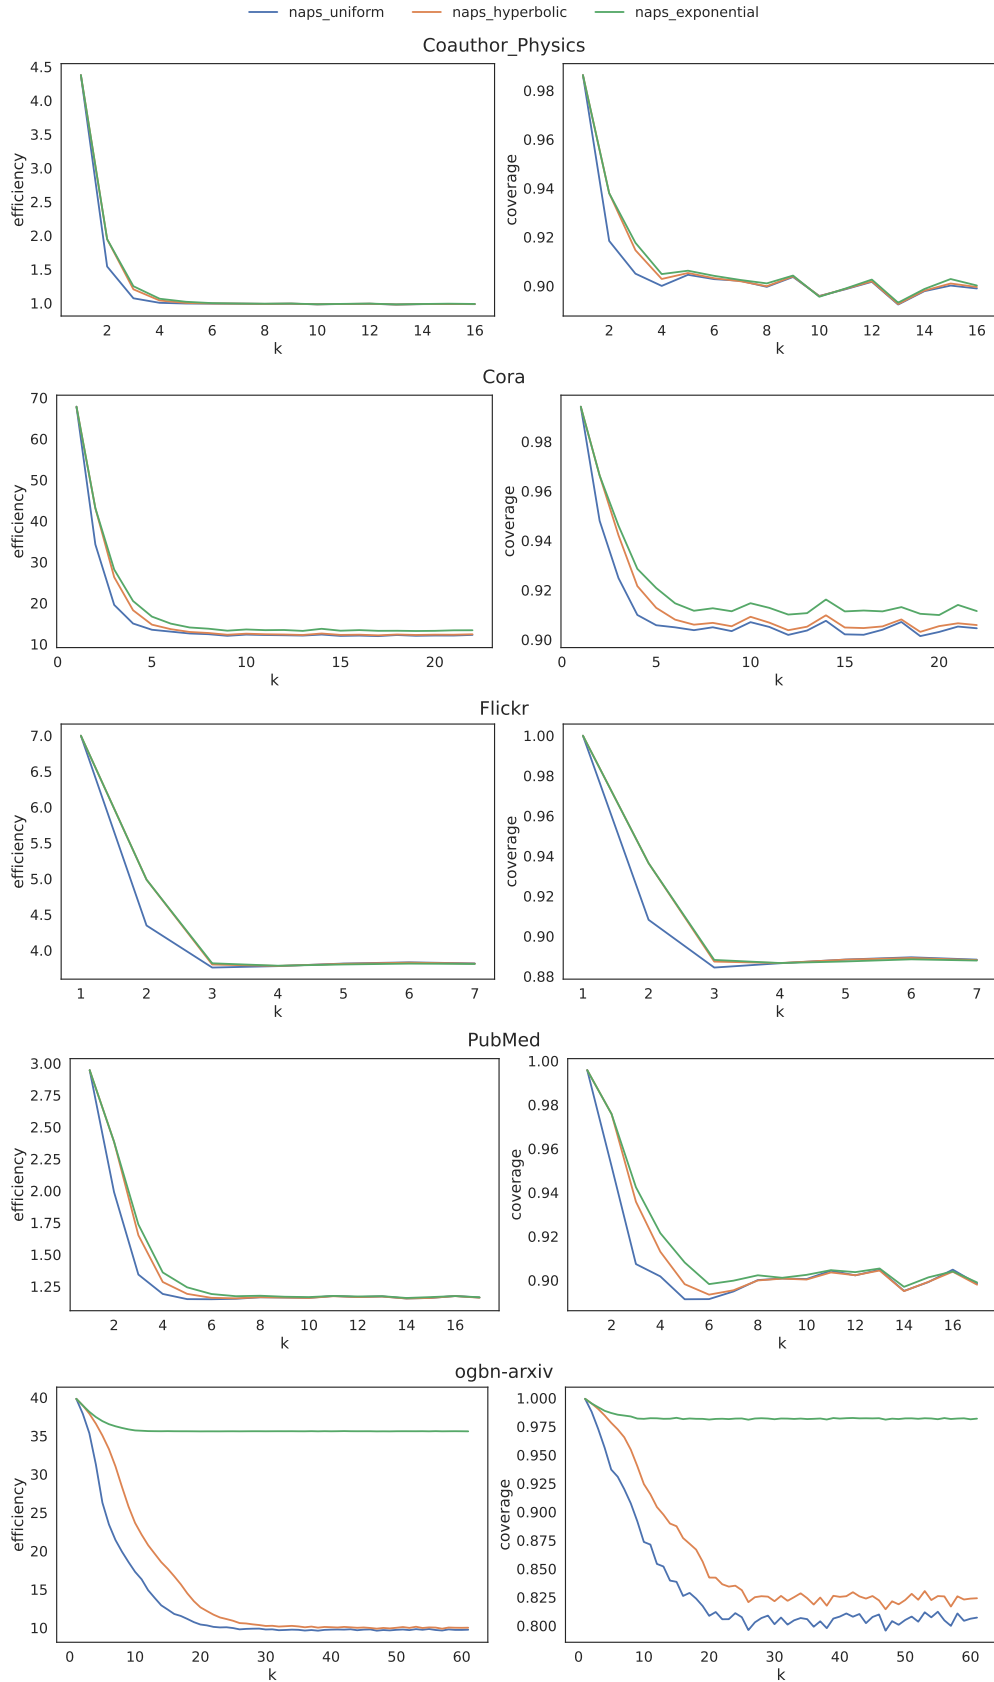 naps_uniform naps_hyperbolic naps_exponential
Coauthor_Physics
efficiency
4.5
4.0
3.5
3.0
2.5
2.0
1.5
1.0
2 4 6 8 10 12 14 16
k
coverage
0.98
0.96
0.94
0.92
0.90
2 4 6 8 10 12 14 16
k
Cora
efficiency
70
60
50
40
30
20
10
0 5 10 15 20
k
coverage
0.98
0.96
0.94
0.92
0.90
0 5 10 15 20
k
Flickr
efficiency
7.0
6.5
6.0
5.5
5.0
4.5
4.0
1 2 3 4 5 6 7
k
coverage
1.00
0.98
0.96
0.94
0.92
0.90
0.88
1 2 3 4 5 6 7
k
PubMed
efficiency
3.00
2.75
2.50
2.25
2.00
1.75
1.50
1.25
2 4 6 8 10 12 14 16
k
coverage
1.00
0.98
0.96
0.94
0.92
0.90
2 4 6 8 10 12 14 16
k
ogbn-arxiv
efficiency
40
35
30
25
20
15
10
0 10 20 30 40 50 60
k
coverage
1.000
0.975
0.950
0.925
0.900
0.875
0.850
0.825
0.800
0 10 20 30 40 50 60
k